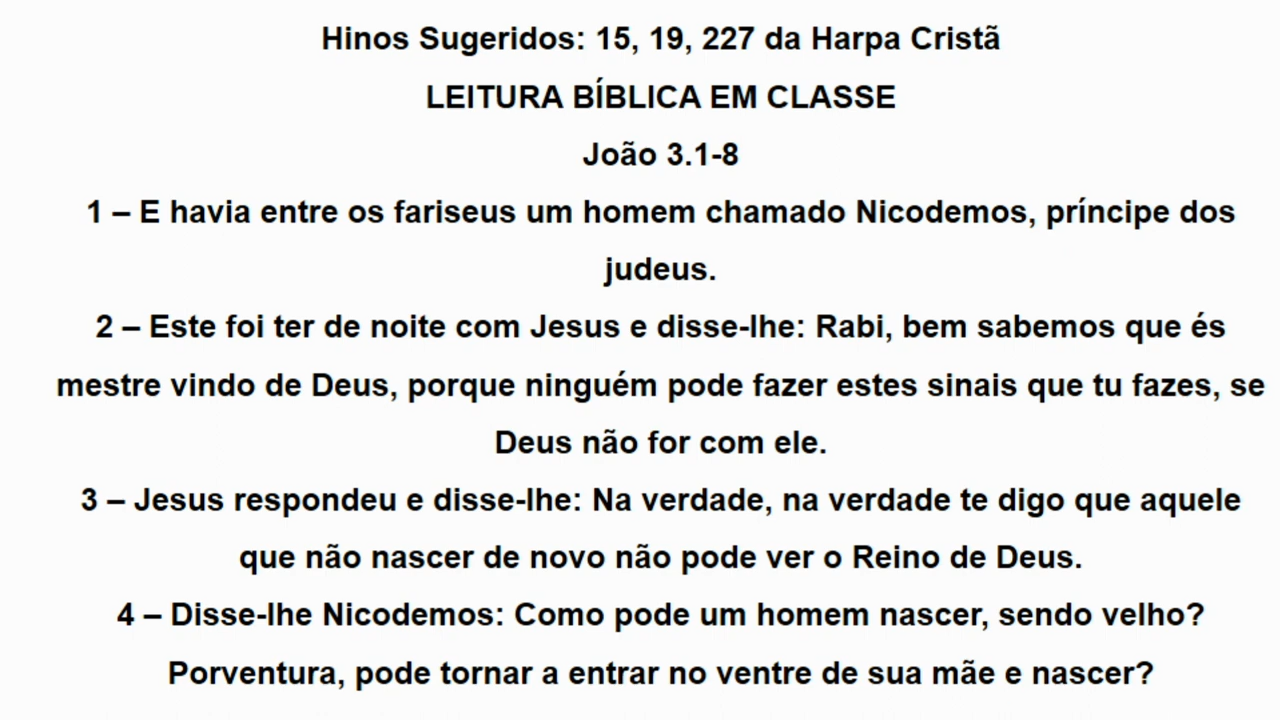 Hinos Sugeridos: 15, 19, 227 da Harpa Cristã
LEITURA BÍBLICA EM CLASSE
João 3.1-8
1 – E havia entre os fariseus um homem chamado Nicodemos, príncipe dos
judeus.
2 – Este foi ter de noite com Jesus e disse-lhe: Rabi, bem sabemos que és
mestre vindo de Deus, porque ninguém pode fazer estes sinais que tu fazes, se
Deus não for com ele.
3 – Jesus respondeu e disse-lhe: Na verdade, na verdade te digo que aquele
que não nascer de novo não pode ver o Reino de Deus.
4 – Disse-lhe Nicodemos: Como pode um homem nascer, sendo velho?
Porventura, pode tornar a entrar no ventre de sua mãe e nascer?